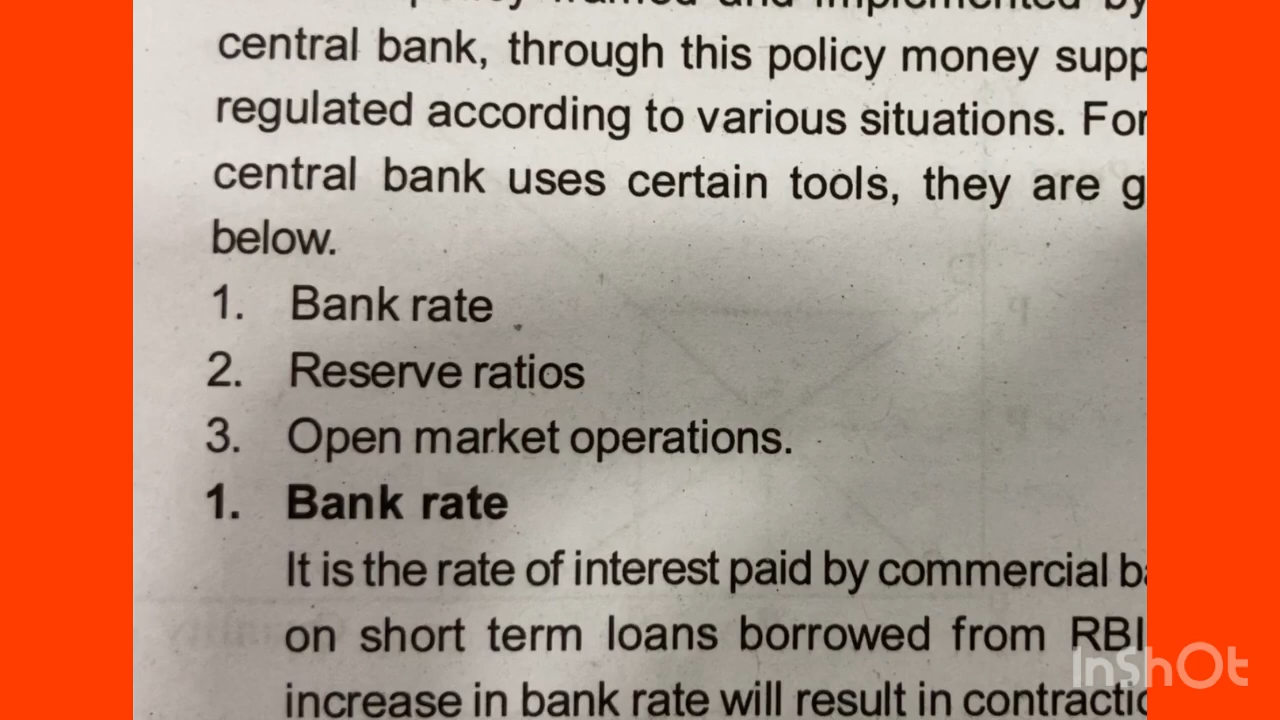 central bank, through this policy money supp
regulated according to various situations. For
central bank uses certain tools, they are g
below.
1. Bank rate
2. Reserve ratios
3. Open market operations.
1. Bank rate
It is the rate of interest paid by commercial ba
on short term loans borrowed from RBI
increase in bank rate will result in contractio
InShOt